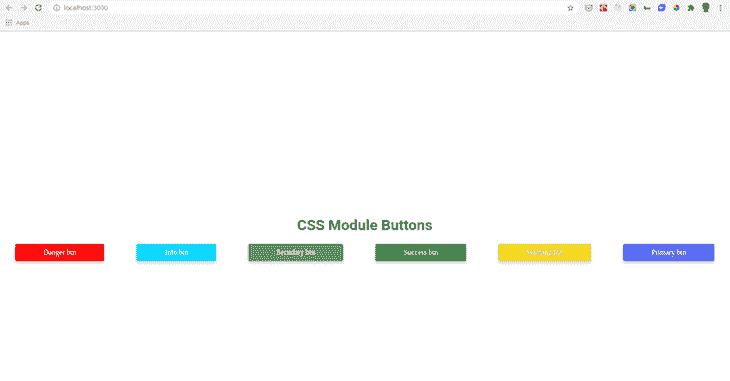 localhost:3000
Apps
CSS Module Buttons
Danger btn
Info btn
Secondary btn
Success btn
Warning btn
Primary btn